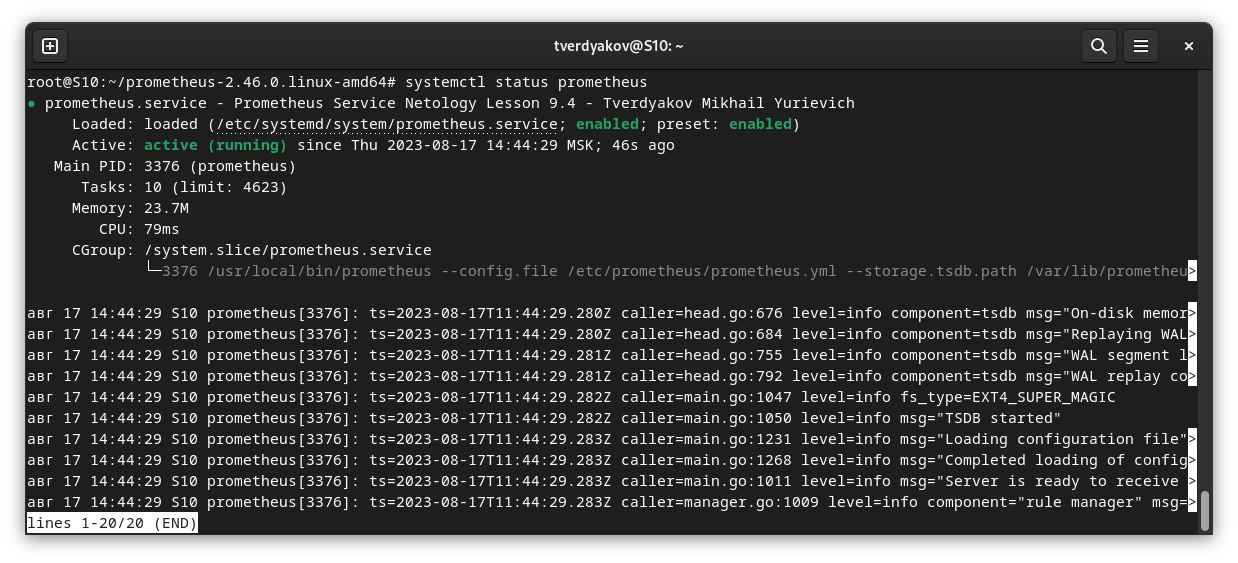 tverdyakov@S10: ~
root@S10:~/prometheus-2.46.0.linux-amd64# systemctl status prometheus
● prometheus.service - Prometheus Service Netology Lesson 9.4 - Tverdyakov Mikhail Yurievich
     Loaded: loaded (/etc/systemd/system/prometheus.service; enabled; preset: enabled)
     Active: active (running) since Thu 2023-08-17 14:44:29 MSK; 46s ago
   Main PID: 3376 (prometheus)
      Tasks: 10 (limit: 4623)
     Memory: 23.7M
        CPU: 79ms
     CGroup: /system.slice/prometheus.service
             └─3376 /usr/local/bin/prometheus --config.file /etc/prometheus/prometheus.yml --storage.tsdb.path /var/lib/prometheu>
авг 17 14:44:29 S10 prometheus[3376]: ts=2023-08-17T11:44:29.280Z caller=head.go:676 level=info component=tsdb msg="On-disk memor>
авг 17 14:44:29 S10 prometheus[3376]: ts=2023-08-17T11:44:29.280Z caller=head.go:684 level=info component=tsdb msg="Replaying WAL>
авг 17 14:44:29 S10 prometheus[3376]: ts=2023-08-17T11:44:29.281Z caller=head.go:755 level=info component=tsdb msg="WAL segment l>
авг 17 14:44:29 S10 prometheus[3376]: ts=2023-08-17T11:44:29.281Z caller=head.go:792 level=info component=tsdb msg="WAL replay co>
авг 17 14:44:29 S10 prometheus[3376]: ts=2023-08-17T11:44:29.282Z caller=main.go:1047 level=info fs_type=EXT4_SUPER_MAGIC
авг 17 14:44:29 S10 prometheus[3376]: ts=2023-08-17T11:44:29.282Z caller=main.go:1050 level=info msg="TSDB started"
авг 17 14:44:29 S10 prometheus[3376]: ts=2023-08-17T11:44:29.283Z caller=main.go:1231 level=info msg="Loading configuration file">
авг 17 14:44:29 S10 prometheus[3376]: ts=2023-08-17T11:44:29.283Z caller=main.go:1268 level=info msg="Completed loading of config>
авг 17 14:44:29 S10 prometheus[3376]: ts=2023-08-17T11:44:29.283Z caller=main.go:1011 level=info msg="Server is ready to receive >
авг 17 14:44:29 S10 prometheus[3376]: ts=2023-08-17T11:44:29.283Z caller=manager.go:1009 level=info component="rule manager" msg=>
lines 1-20/20 (END)